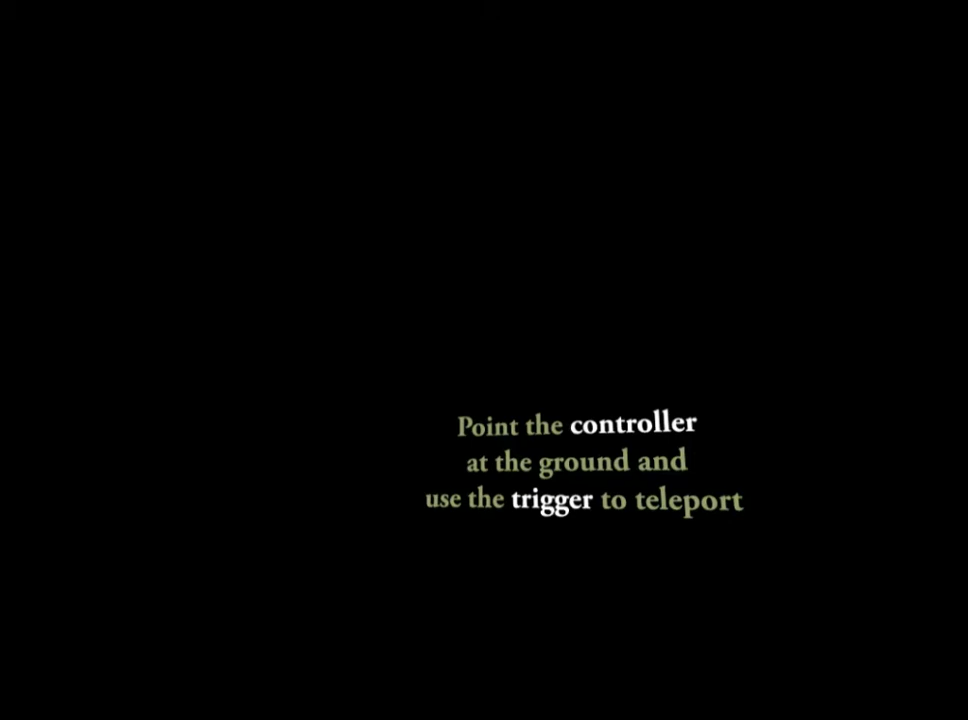 Point the controller
at the ground and
use the trigger to teleport